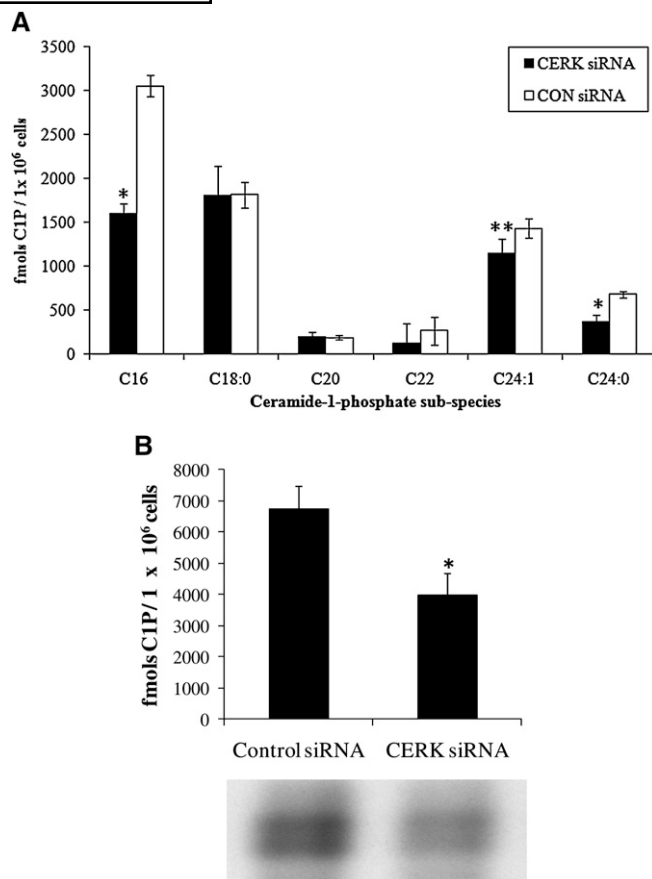 A
3500
3000
2500
2000
1500
1000
500
0
fmols C1P / 1x 10⁶ cells
CERK siRNA
CON siRNA
*
**
*
C16 C18:0 C20 C22 C24:1 C24:0
Ceramide-1-phosphate sub-species
B
8000
7000
6000
5000
4000
3000
2000
1000
0
fmols C1P / 1 x 10⁶ cells
*
Control siRNA CERK siRNA